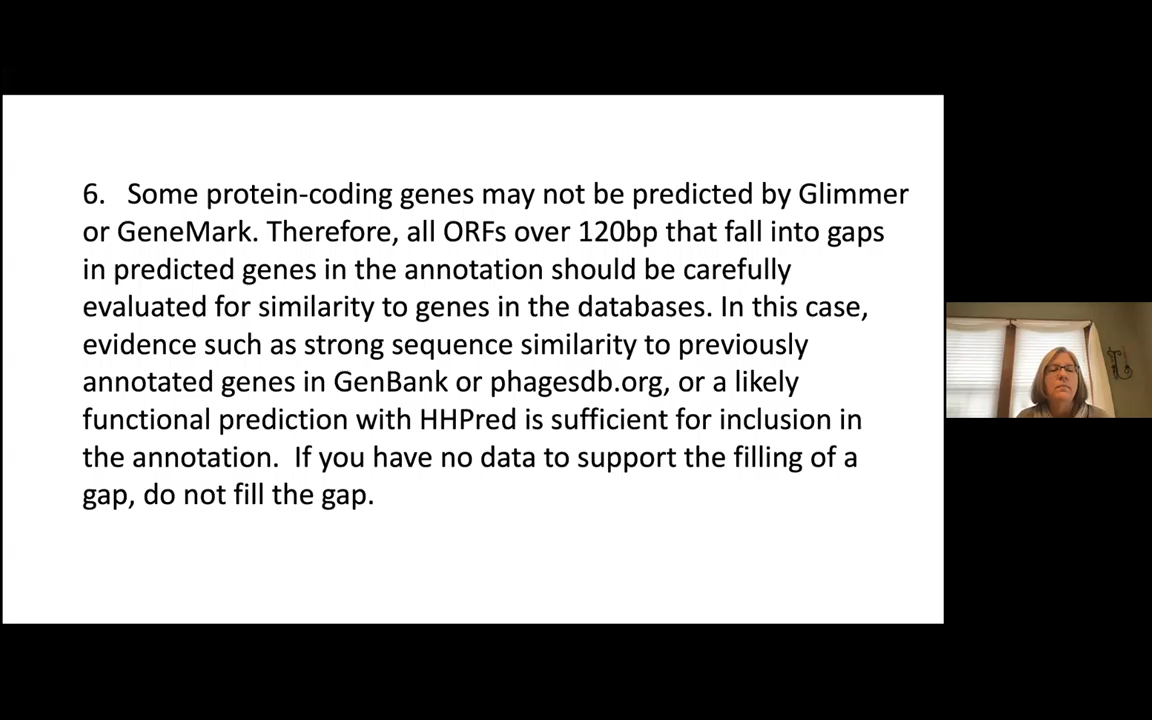 6. Some protein-coding genes may not be predicted by Glimmer
or GeneMark. Therefore, all ORFs over 120bp that fall into gaps
in predicted genes in the annotation should be carefully
evaluated for similarity to genes in the databases. In this case,
evidence such as strong sequence similarity to previously
annotated genes in GenBank or phagesdb.org, or a likely
functional prediction with HHPred is sufficient for inclusion in
the annotation.  If you have no data to support the filling of a
gap, do not fill the gap.